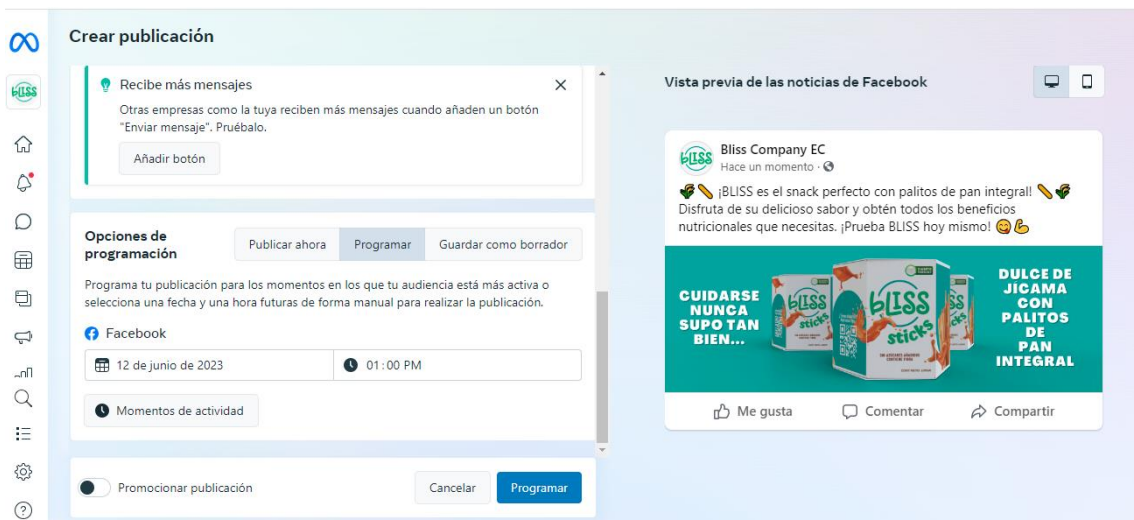 Crear publicación
bLISS
Recibe más mensajes
Otras empresas como la tuya reciben más mensajes cuando añaden un botón
"Enviar mensaje". Pruébalo.
Añadir botón
Opciones de
programación
Publicar ahora
Programar
Guardar como borrador
Programa tu publicación para los momentos en los que tu audiencia está más activa o
selecciona una fecha y una hora futuras de forma manual para realizar la publicación.
Facebook
12 de junio de 2023
01:00 PM
Momentos de actividad
Promocionar publicación
Cancelar
Programar
Vista previa de las noticias de Facebook
bLISS
Bliss Company EC
Hace un momento ·
¡BLISS es el snack perfecto con palitos de pan integral!
Disfruta de su delicioso sabor y obtén todos los beneficios
nutricionales que necesitas. ¡Prueba BLISS hoy mismo!
CUIDARSE
NUNCA
SUPO TAN
BIEN...
bLISS
sticks
bLISS
sticks
DULCE DE
JÍCAMA
CON
PALITOS
DE
PAN
INTEGRAL
Me gusta
Comentar
Compartir